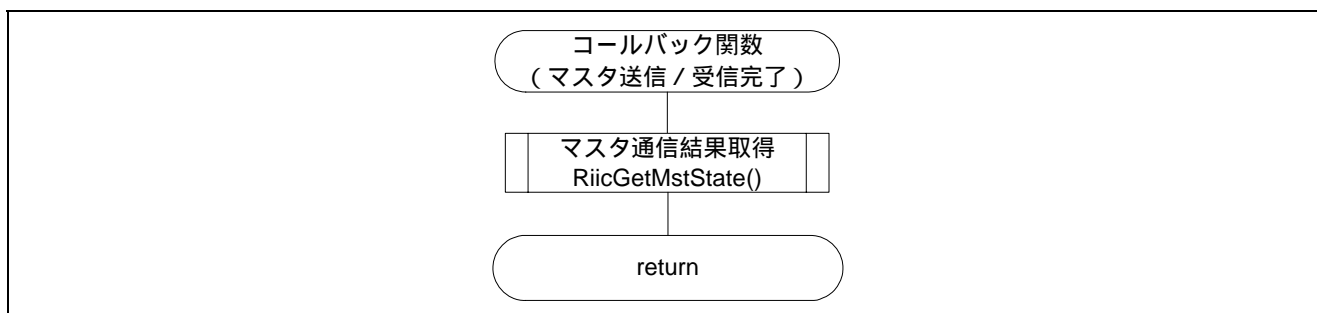 コールバック関数
(マスタ送信/受信完了)
マスタ通信結果取得
RiicGetMstState()
return